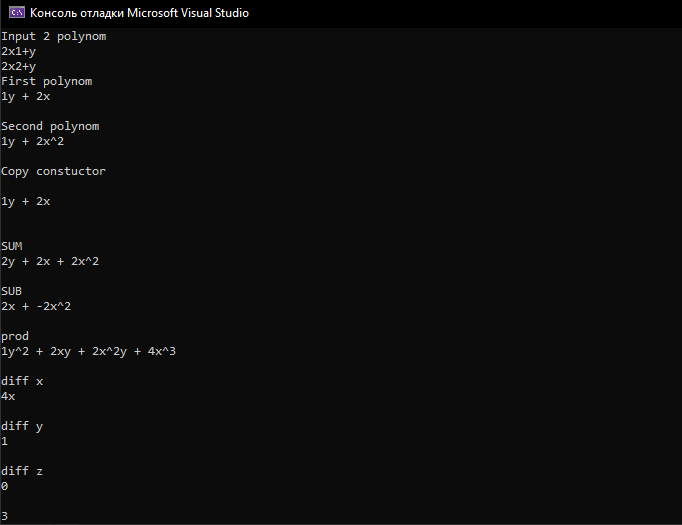 Консоль отладки Microsoft Visual Studio
Input 2 polynom
2x1+y
2x2+y
First polynom
1y + 2x
Second polynom
1y + 2x^2
Copy constuctor
1y + 2x
SUM
2y + 2x + 2x^2
SUB
2x + -2x^2
prod
1y^2 + 2xy + 2x^2y + 4x^3
diff x
4x
diff y
1
diff z
0
3